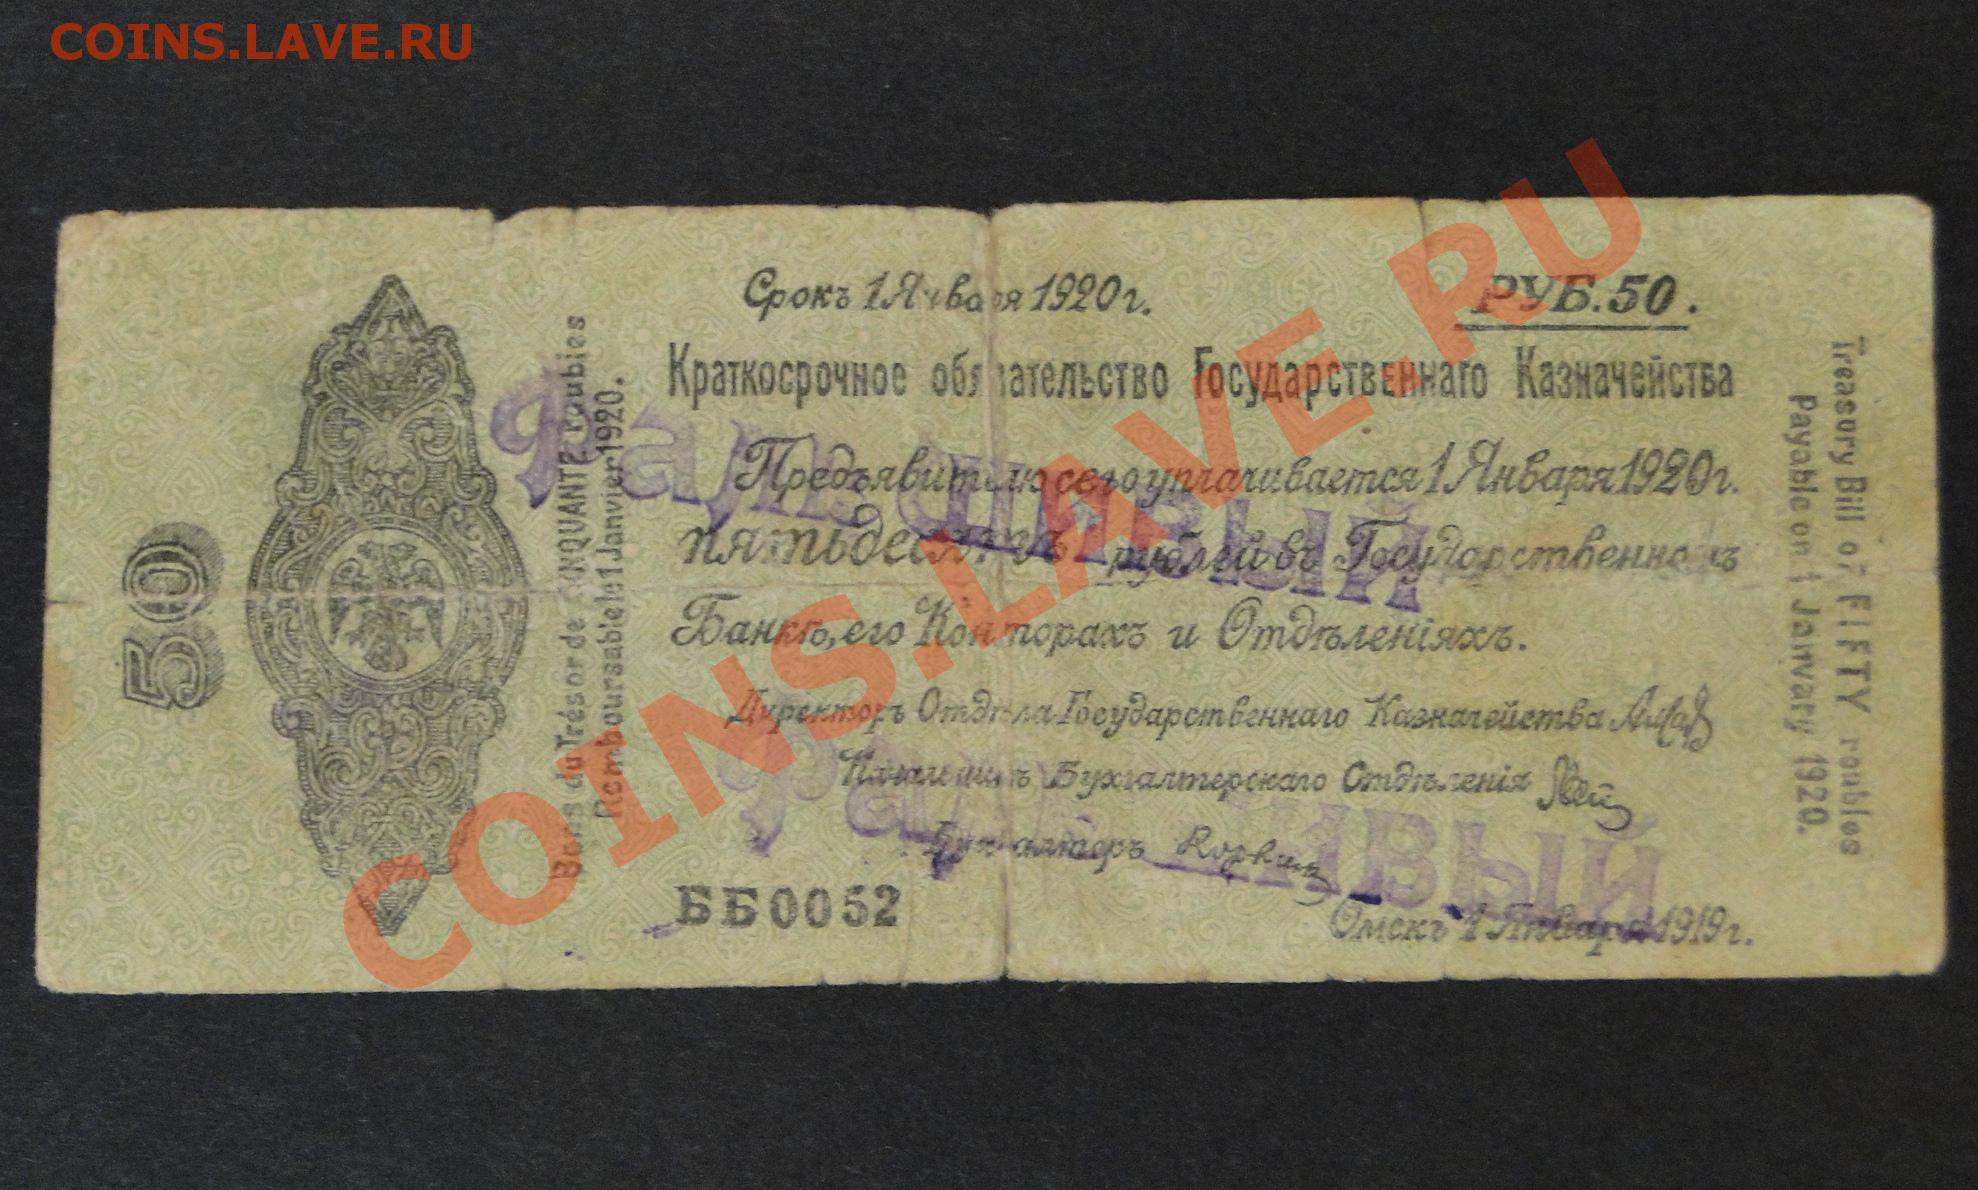 COINS.LAVE.RU
Срокъ 1 Января 1920 г.
РУБ.50.
Краткосрочное обязательство Государственнаго Казначейства
Предъявителю сего уплачивается 1 Января 1920 г.
пятьдесятъ рублей въ Государственномъ
Банкѣ, его Конторахъ и Отдѣленіяхъ.
Директоръ Отдѣла Государственнаго Казначейства
Начальникъ Бухгалтерскаго Отдѣленія
Бухгалтеръ
ББ0052
Омскъ 1 Января 1919 г.
50
Bons du Trésor de CINQUANTE roubles
Remboursable le 1 Janvier 1920.
Treasury Bill of FIFTY roubles
Payable on 1 January 1920.
Фальшивый
Фальшивый
COINS.LAVE.RU